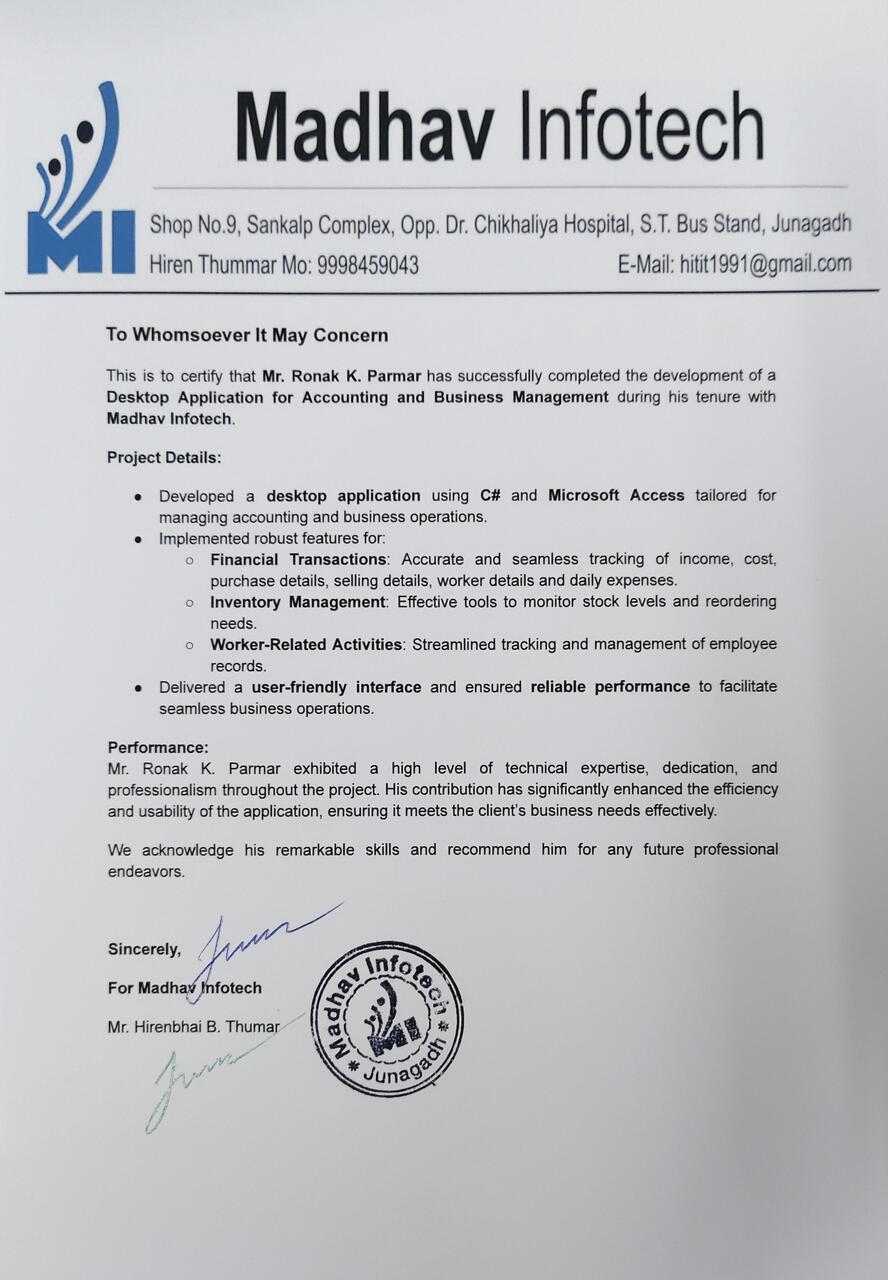 Madhav Infotech
MI
Shop No.9, Sankalp Complex, Opp. Dr. Chikhaliya Hospital, S.T. Bus Stand, Junagadh
Hiren Thummar Mo: 9998459043 E-Mail: hitit1991@gmail.com
To Whomsoever It May Concern
This is to certify that Mr. Ronak K. Parmar has successfully completed the development of a
Desktop Application for Accounting and Business Management during his tenure with
Madhav Infotech.
Project Details:
● Developed a desktop application using C# and Microsoft Access tailored for
managing accounting and business operations.
● Implemented robust features for:
○ Financial Transactions: Accurate and seamless tracking of income, cost,
purchase details, selling details, worker details and daily expenses.
○ Inventory Management: Effective tools to monitor stock levels and reordering
needs.
○ Worker-Related Activities: Streamlined tracking and management of employee
records.
● Delivered a user-friendly interface and ensured reliable performance to facilitate
seamless business operations.
Performance:
Mr. Ronak K. Parmar exhibited a high level of technical expertise, dedication, and
professionalism throughout the project. His contribution has significantly enhanced the efficiency
and usability of the application, ensuring it meets the client's business needs effectively.
We acknowledge his remarkable skills and recommend him for any future professional
endeavors.
Sincerely,
For Madhav Infotech
Mr. Hirenbhai B. Thumar
Madhav Infotech
MI
* Junagadh *